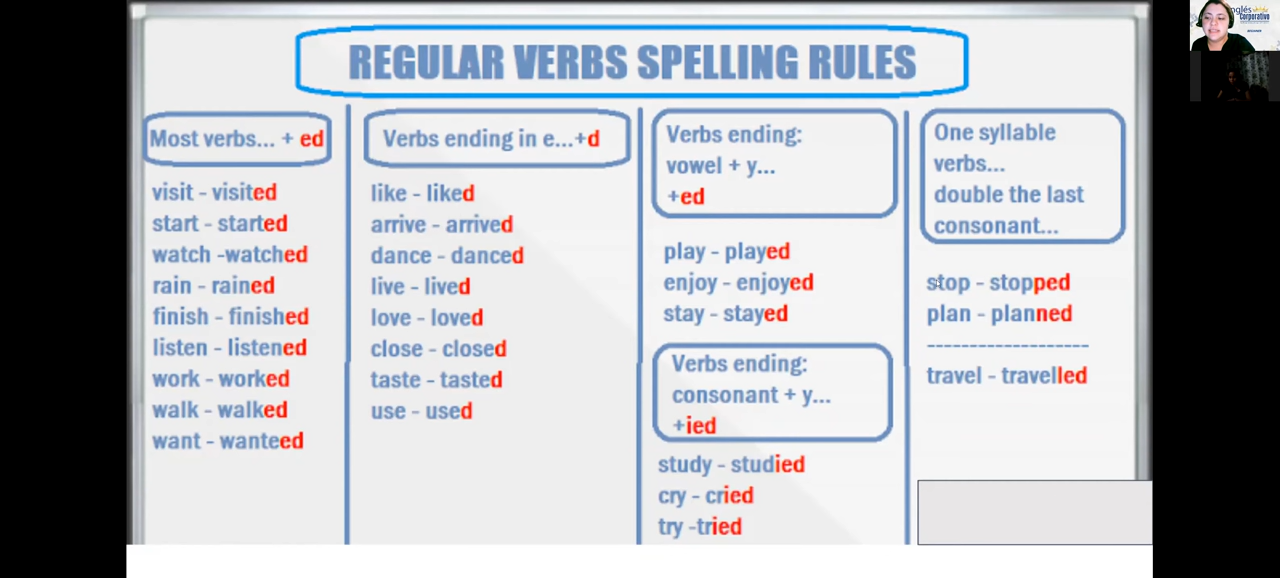 REGULAR VERBS SPELLING RULES
Most verbs... + ed
visit - visited
start - started
watch -watched
rain - rained
finish - finished
listen - listened
work - worked
walk - walked
want - wanteed
Verbs ending in e...+d
like - liked
arrive - arrived
dance - danced
live - lived
love - loved
close - closed
taste - tasted
use - used
Verbs ending:
vowel + y...
+ed
play - played
enjoy - enjoyed
stay - stayed
Verbs ending:
consonant + y...
+ied
study - studied
cry - cried
try -tried
One syllable
verbs...
double the last
consonant...
stop - stopped
plan - planned
-------------------
travel - travelled
Corporativo